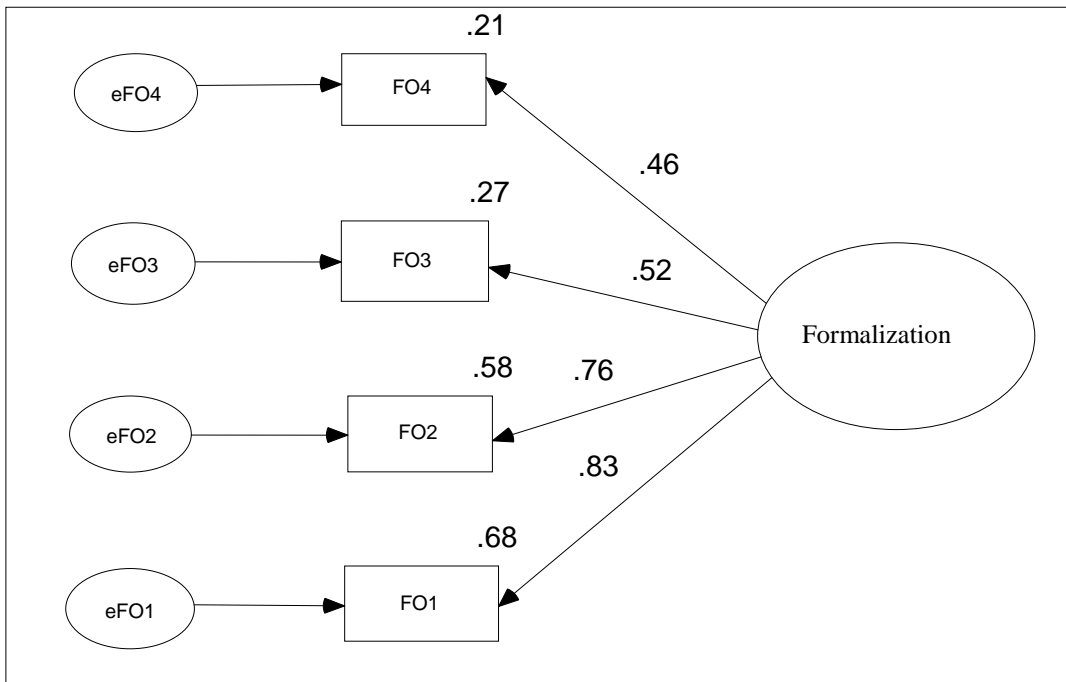 .21
eFO4
FO4
.46
.27
eFO3
FO3
.52
Formalization
.58
.76
eFO2
FO2
.83
.68
eFO1
FO1